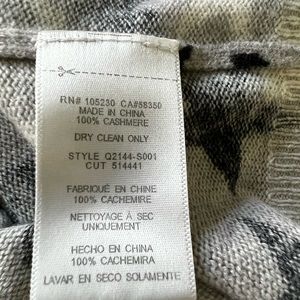 RN# 105230 CA#58350
MADE IN CHINA
100% CASHMERE
DRY CLEAN ONLY
STYLE Q2144-S001
CUT 514441
FABRIQUÉ EN CHINE
100% CACHEMIRE
NETTOYAGE À SEC
UNIQUEMENT
HECHO EN CHINA
100% CACHEMIRA
LAVAR EN SECO SOLAMENTE